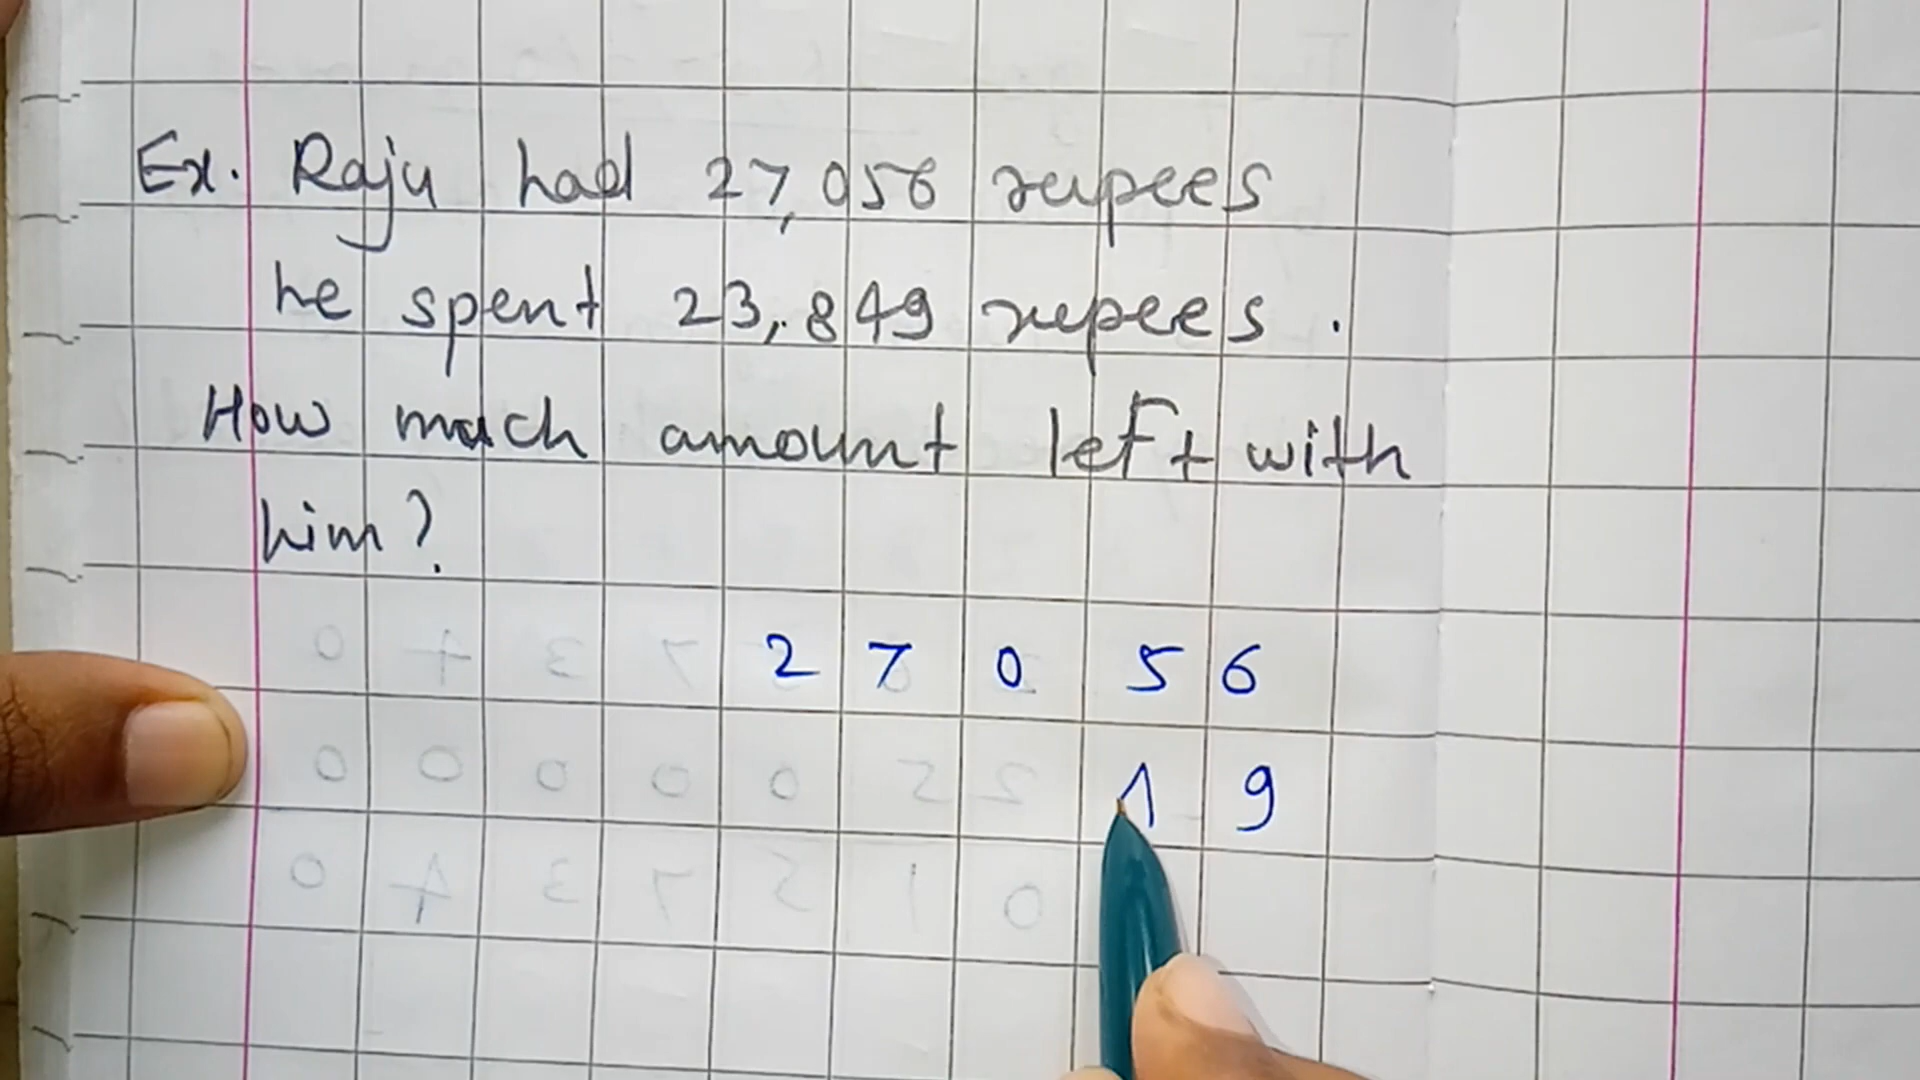 Ex. Raju had 27,056 rupees
he spent 23,849 rupees.
How much amount left with
him?
2 7 0 5 6
9